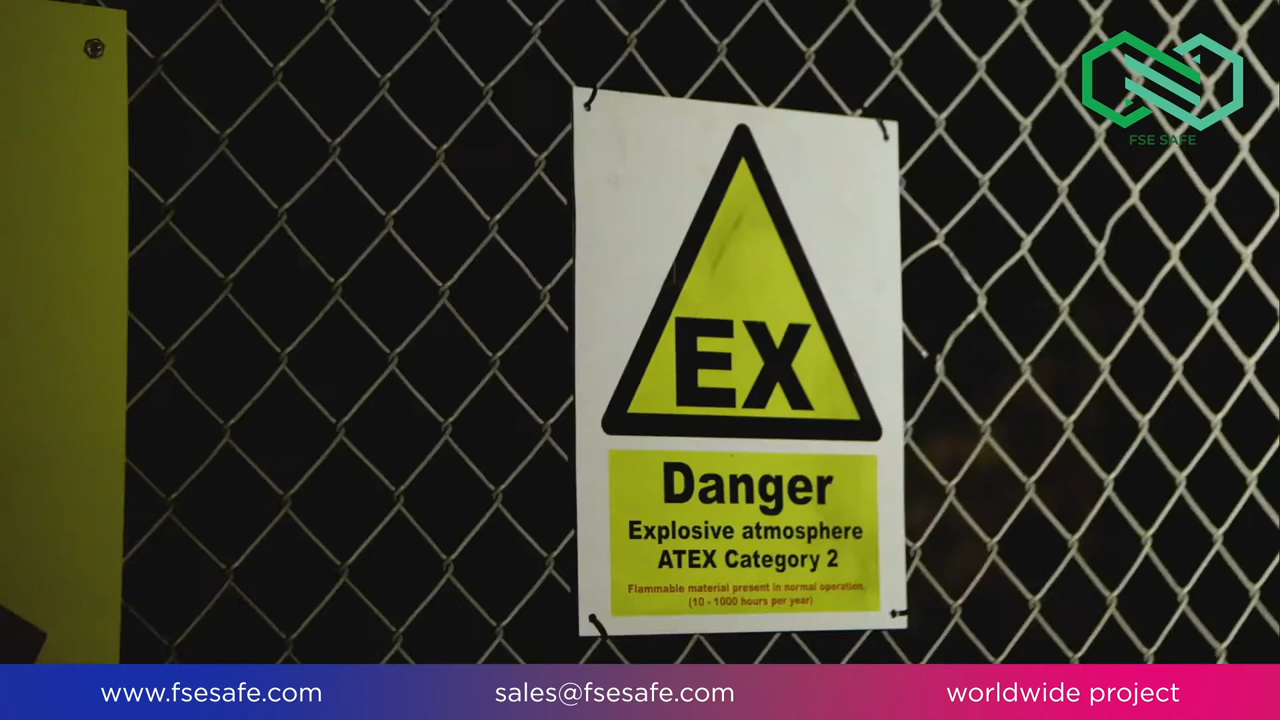 FSE SAFE
EX
Danger
Explosive atmosphere
ATEX Category 2
Flammable material present in normal operation.
(10 - 1000 hours per year)
www.fsesafe.com
sales@fsesafe.com
worldwide project